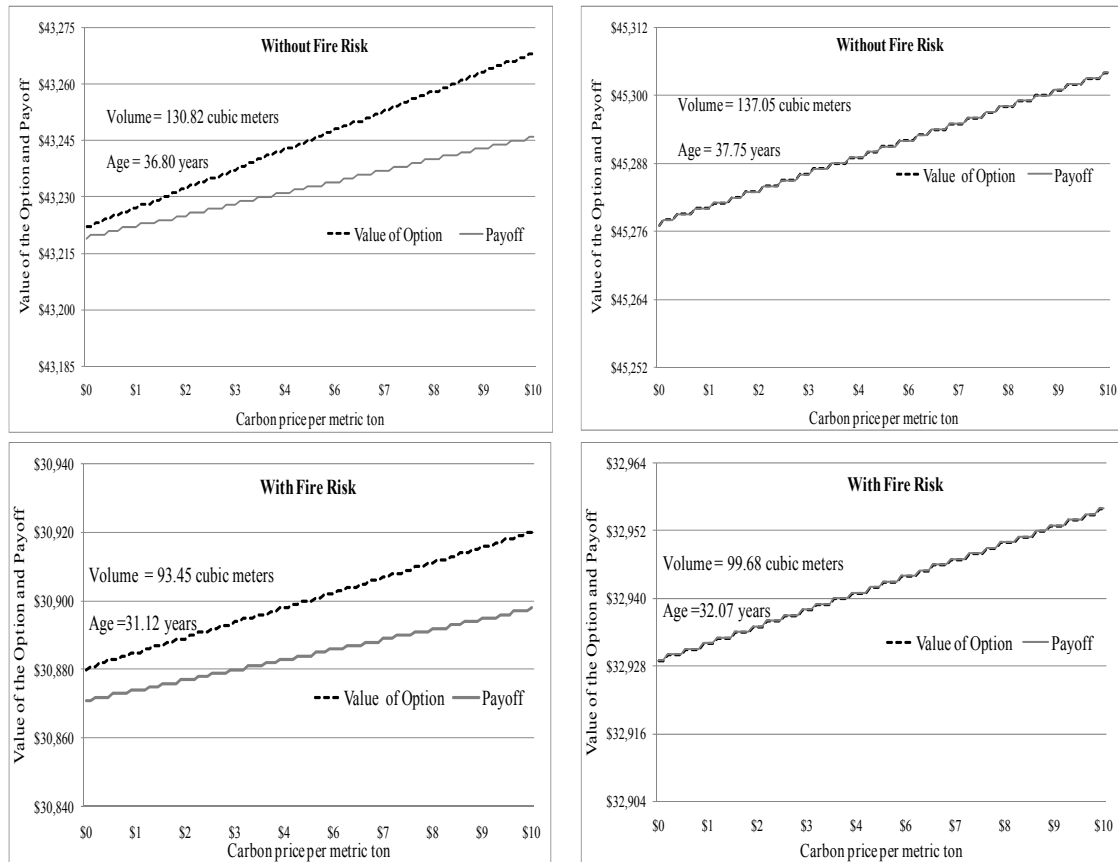 Without Fire Risk
Value of the Option and Payoff
$43,275
$43,260
$43,245
$43,230
$43,215
$43,200
$43,185
Volume = 130.82 cubic meters
Age = 36.80 years
Value of Option Payoff
$0 $1 $2 $3 $4 $5 $6 $7 $8 $9 $10
Carbon price per metric ton
Without Fire Risk
Value of the Option and Payoff
$45,312
$45,300
$45,288
$45,276
$45,264
$45,252
Volume = 137.05 cubic meters
Age = 37.75 years
Value of Option Payoff
$0 $1 $2 $3 $4 $5 $6 $7 $8 $9 $10
Carbon price per metric ton
With Fire Risk
Value of the Option and Payoff
$30,940
$30,920
$30,900
$30,880
$30,860
$30,840
Volume = 93.45 cubic meters
Age =31.12 years
Value of Option Payoff
$0 $1 $2 $3 $4 $5 $6 $7 $8 $9 $10
Carbon price per metric ton
With Fire Risk
Value of the Option and Payoff
$32,964
$32,952
$32,940
$32,928
$32,916
$32,904
Volume = 99.68 cubic meters
Age =32.07 years
Value of Option Payoff
$0 $1 $2 $3 $4 $5 $6 $7 $8 $9 $10
Carbon price per metric ton